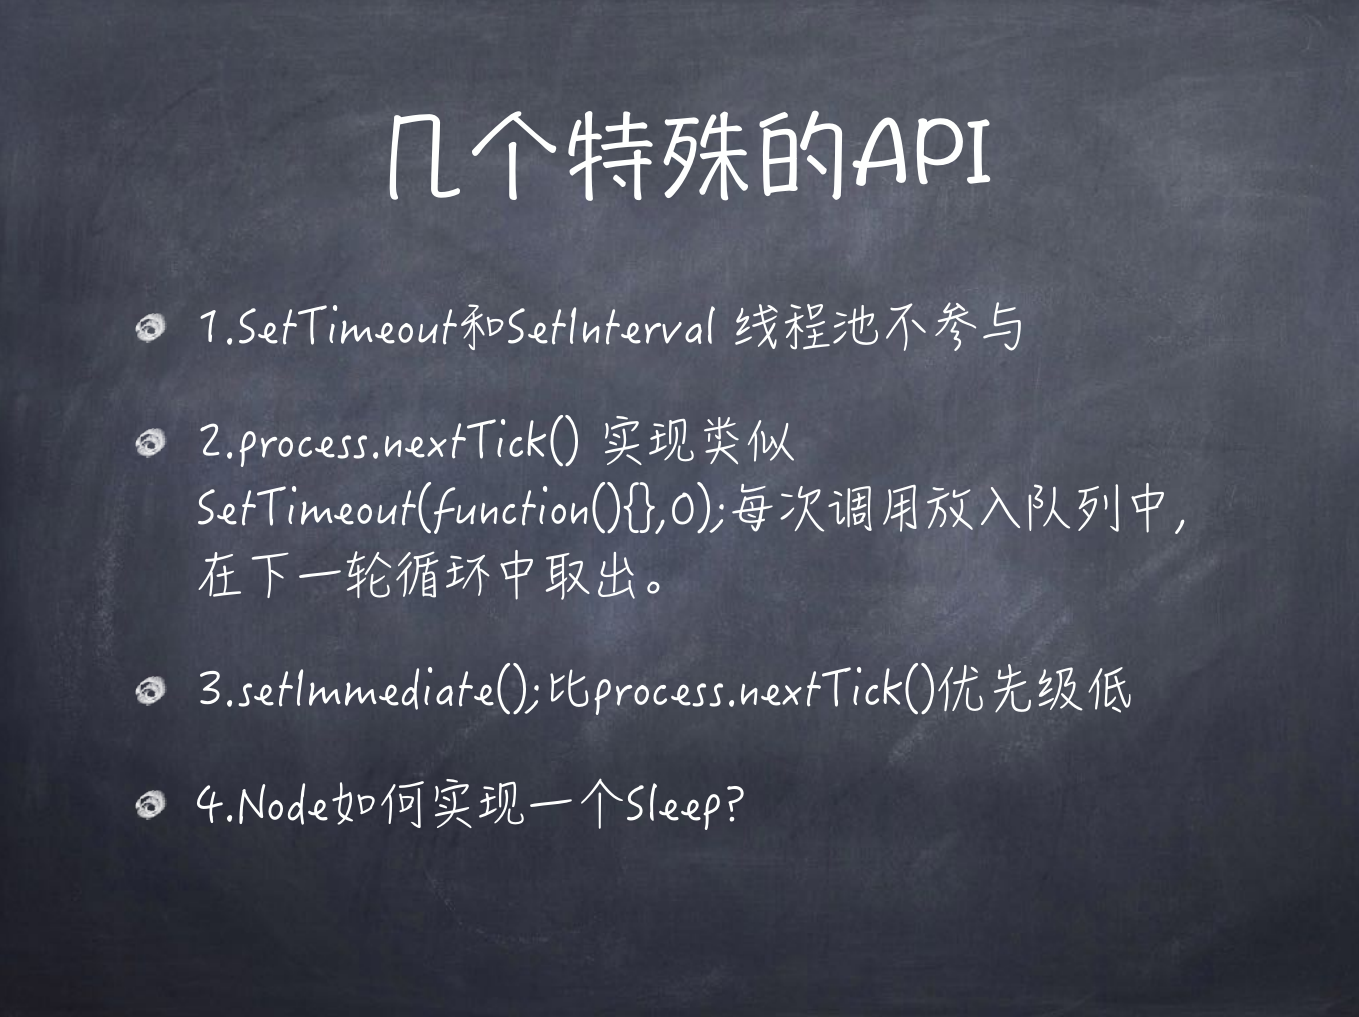 几个特殊的API
1.SetTimeout和SetInterval 线程池不参与
2.process.nextTick() 实现类似
SetTimeout(function(){},0);每次调用放入队列中,
在下一轮循环中取出。
3.setImmediate();比process.nextTick()优先级低
4.Node如何实现一个Sleep?